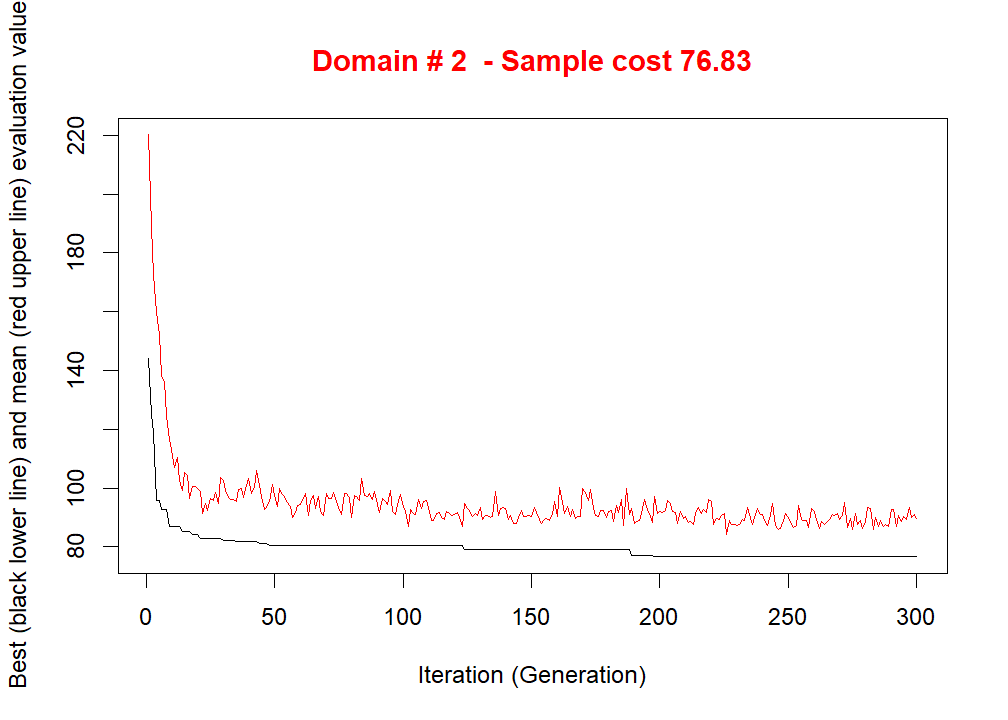 Domain # 2  - Sample cost 76.83
Best (black lower line) and mean (red upper line) evaluation value
220
180
140
100
80
0 50 100 150 200 250 300
Iteration (Generation)